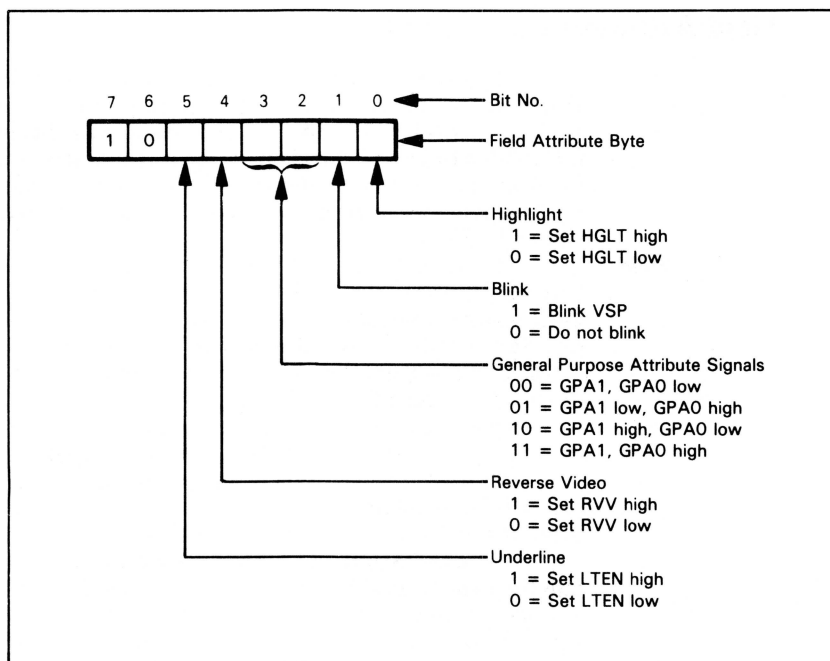 7 6 5 4 3 2 1 0 Bit No.
1 0 Field Attribute Byte
Highlight
1 = Set HGLT high
0 = Set HGLT low
Blink
1 = Blink VSP
0 = Do not blink
General Purpose Attribute Signals
00 = GPA1, GPA0 low
01 = GPA1 low, GPA0 high
10 = GPA1 high, GPA0 low
11 = GPA1, GPA0 high
Reverse Video
1 = Set RVV high
0 = Set RVV low
Underline
1 = Set LTEN high
0 = Set LTEN low